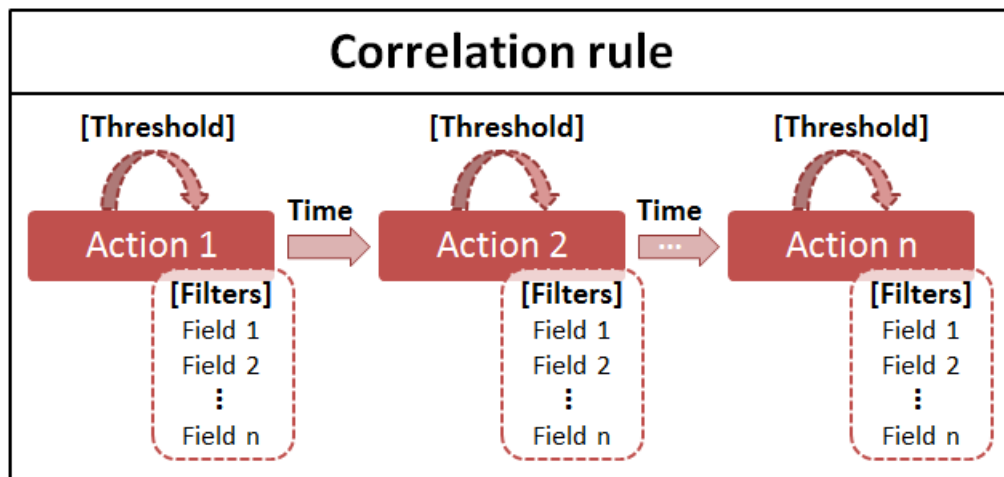 Correlation rule
[Threshold] [Threshold] [Threshold]
Time Time
Action 1 Action 2 ... Action n
[Filters] [Filters] [Filters]
Field 1 Field 1 Field 1
Field 2 Field 2 Field 2
⋮ ⋮ ⋮
Field n Field n Field n